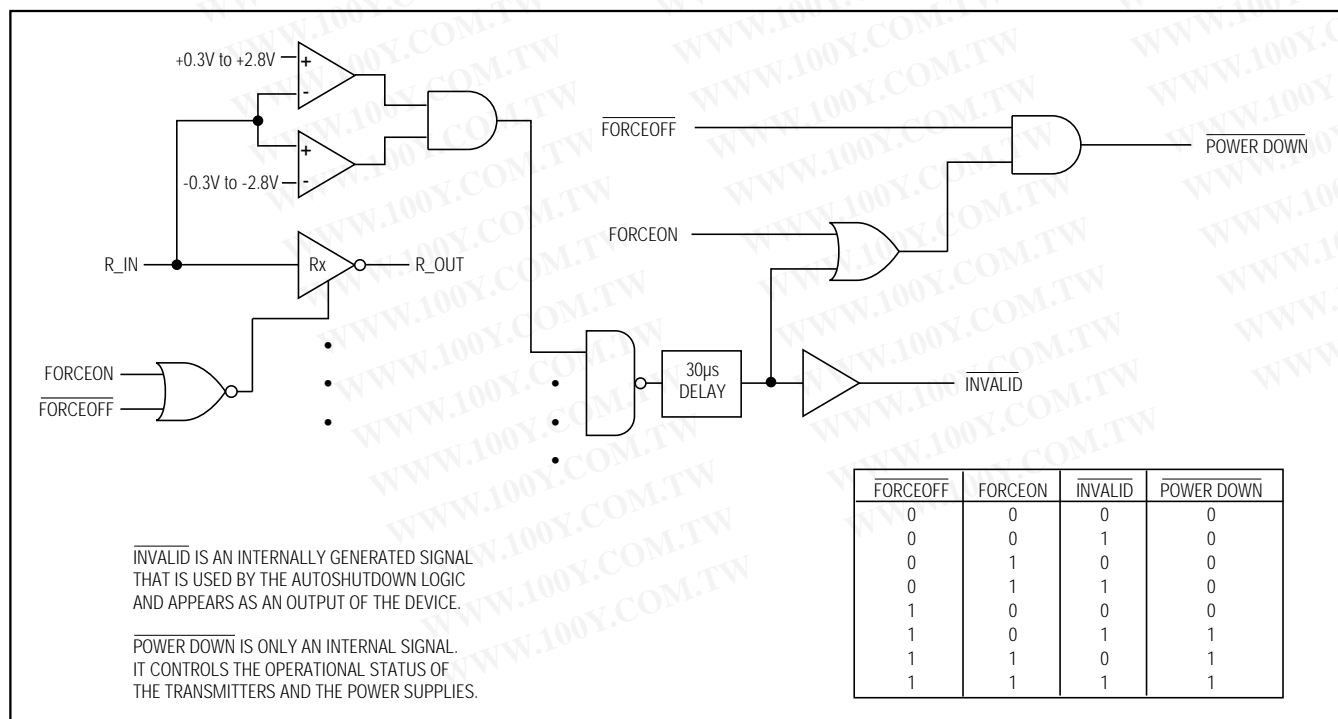 +0.3V to +2.8V
+
-
+
-0.3V to -2.8V
-
R_IN
Rx
R_OUT
FORCEON
FORCEOFF
FORCEOFF
POWER DOWN
FORCEON
30µs
DELAY
INVALID
FORCEOFF FORCEON INVALID POWER DOWN
0 0 0 0
0 0 1 0
0 1 0 0
0 1 1 0
1 0 0 0
1 0 1 1
1 1 0 1
1 1 1 1
INVALID IS AN INTERNALLY GENERATED SIGNAL
THAT IS USED BY THE AUTOSHUTDOWN LOGIC
AND APPEARS AS AN OUTPUT OF THE DEVICE.
POWER DOWN IS ONLY AN INTERNAL SIGNAL.
IT CONTROLS THE OPERATIONAL STATUS OF
THE TRANSMITTERS AND THE POWER SUPPLIES.
WWW.100Y.COM.TW